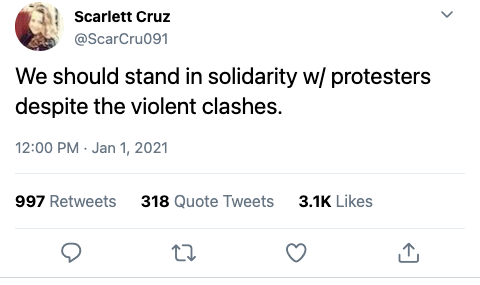 Scarlett Cruz
@ScarCru091
We should stand in solidarity w/ protesters
despite the violent clashes.
12:00 PM · Jan 1, 2021
997 Retweets 318 Quote Tweets 3.1K Likes